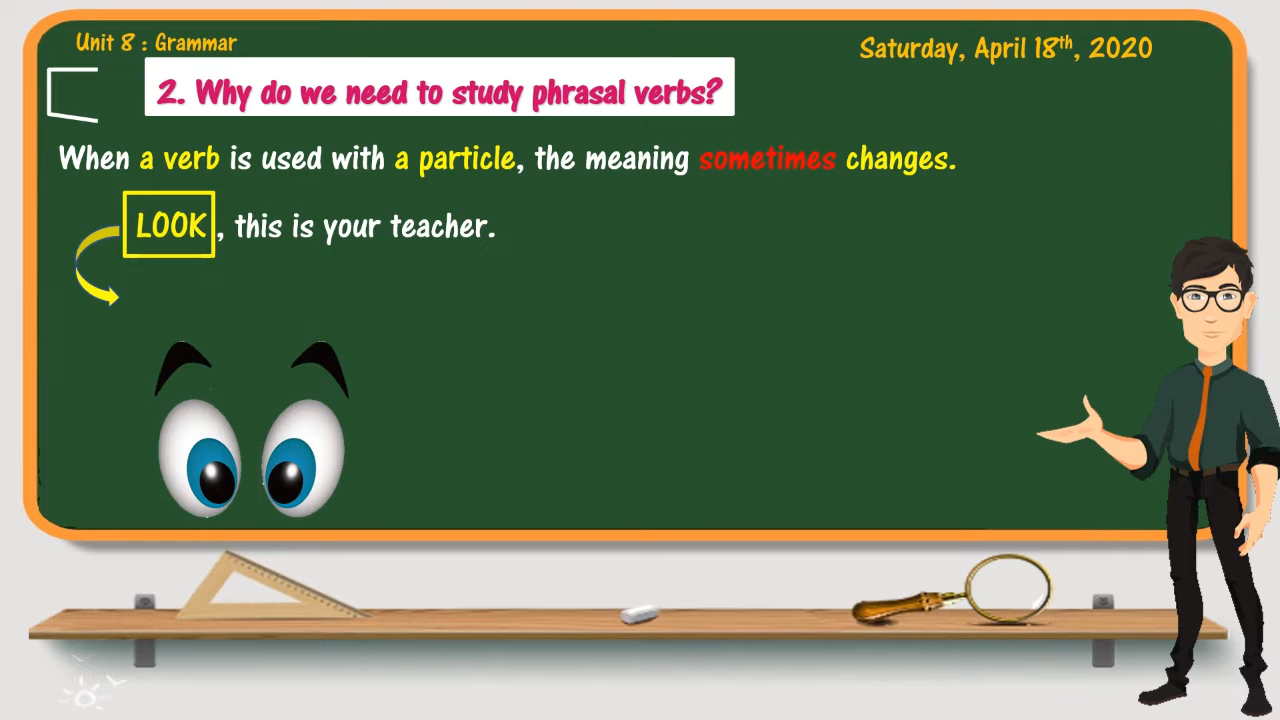 Unit 8 : Grammar
Saturday, April 18th, 2020
2. Why do we need to study phrasal verbs?
When a verb is used with a particle, the meaning sometimes changes.
LOOK, this is your teacher.